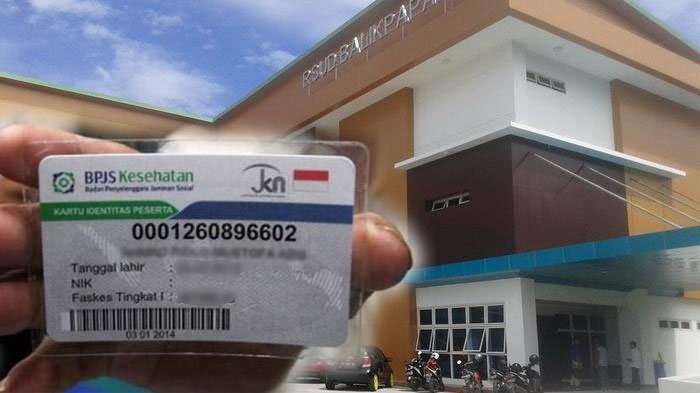 RSUD BALIKPAPA
BPJS Kesehatan
Badan Penyelenggara Jaminan Sosial
jkn
KARTU IDENTITAS PESERTA
0001260896602
Tanggal lahir :
NIK :
Faskes Tingkat I :
03 01 2014